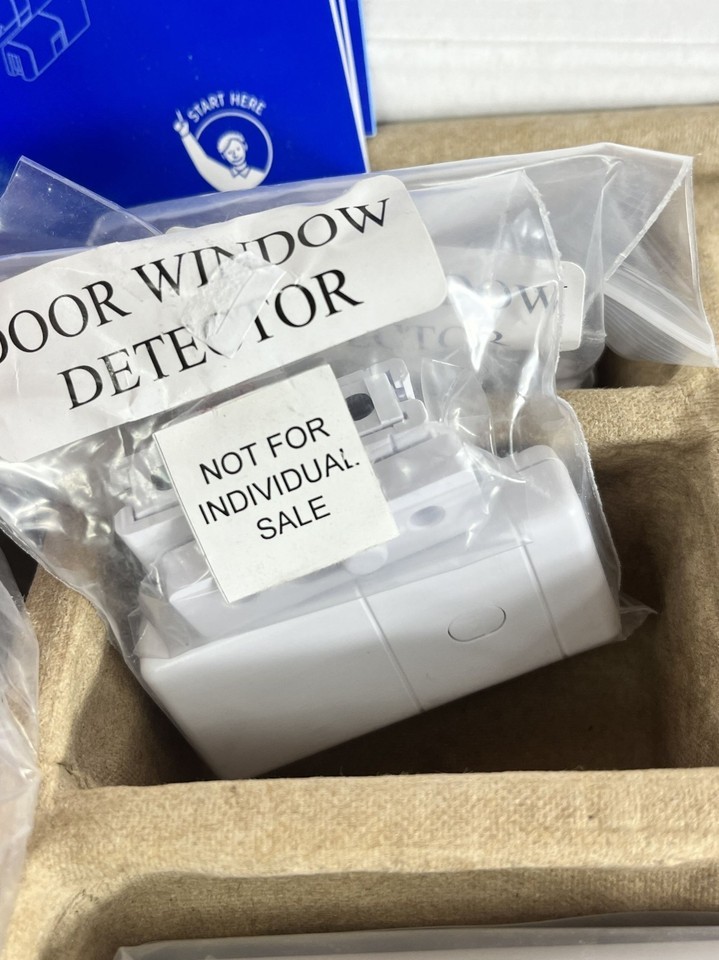 START HERE
DOOR WINDOW
DETECTOR
NOT FOR
INDIVIDUAL
SALE